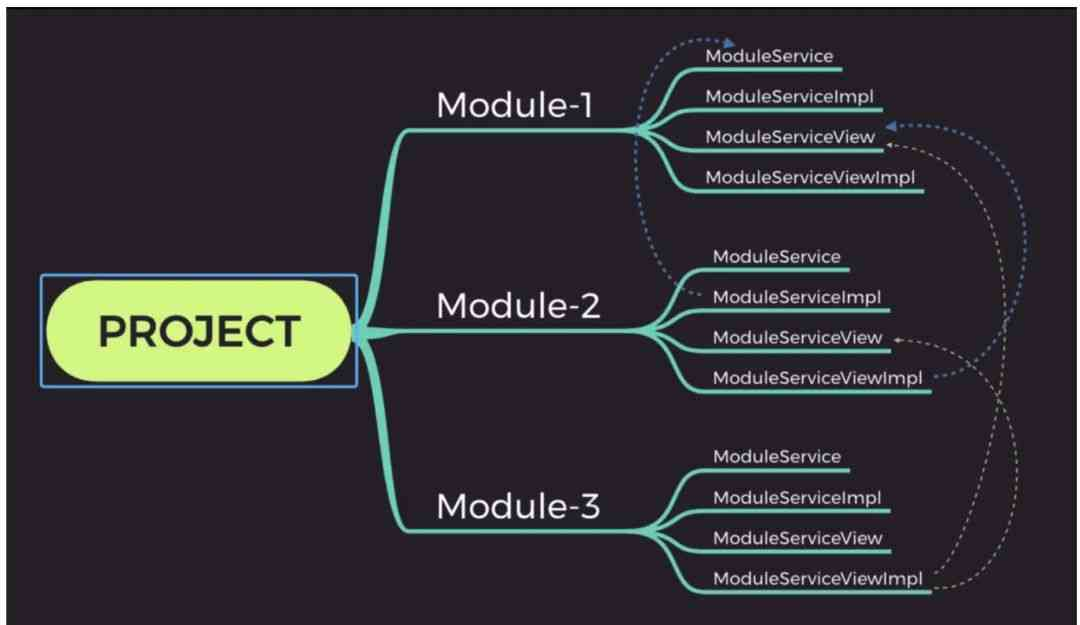 PROJECT
Module-1
ModuleService
ModuleServiceImpl
ModuleServiceView
ModuleServiceViewImpl
Module-2
ModuleService
ModuleServiceImpl
ModuleServiceView
ModuleServiceViewImpl
Module-3
ModuleService
ModuleServiceImpl
ModuleServiceView
ModuleServiceViewImpl